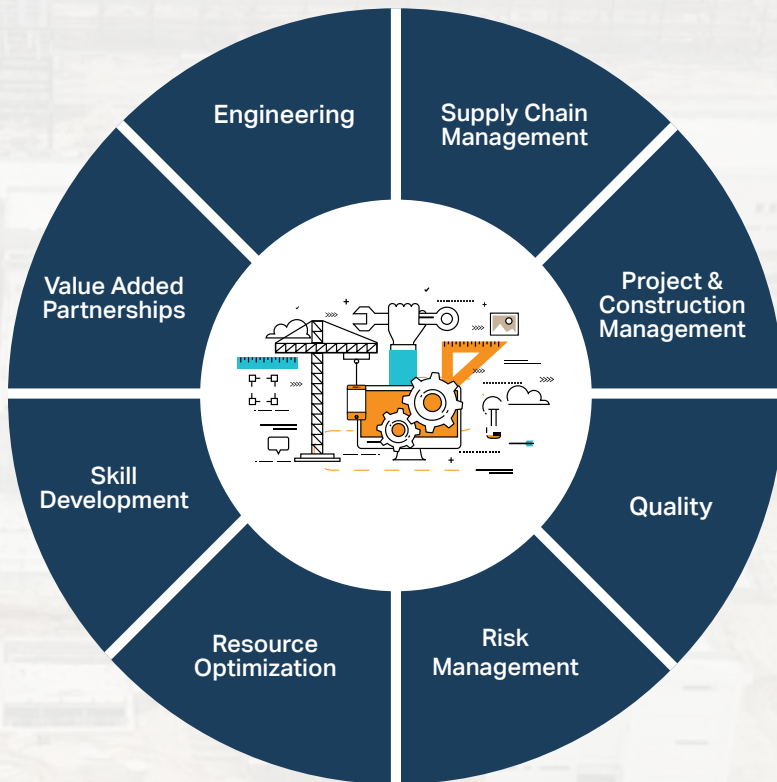 Engineering
Supply Chain
Management
Project &
Construction
Management
Quality
Risk
Management
Resource
Optimization
Skill
Development
Value Added
Partnerships